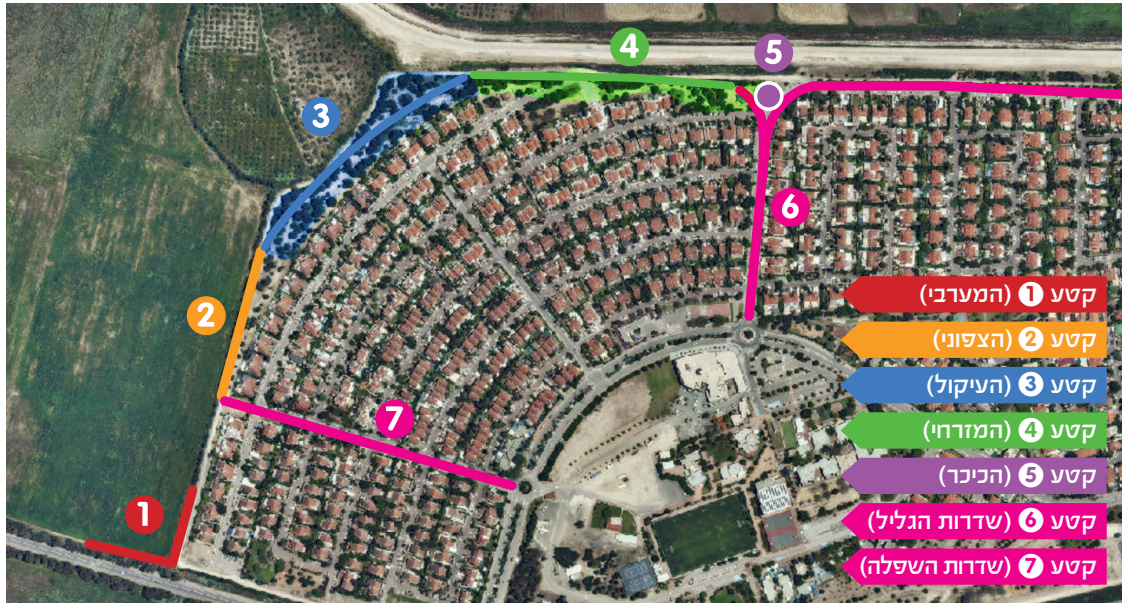 4
5
3
6
2
7
1
קטע 1 (המערבי)
קטע 2 (הצפוני)
קטע 3 (העיקול)
קטע 4 (המזרחי)
קטע 5 (הכיכר)
קטע 6 (שדרות הגליל)
קטע 7 (שדרות השפלה)